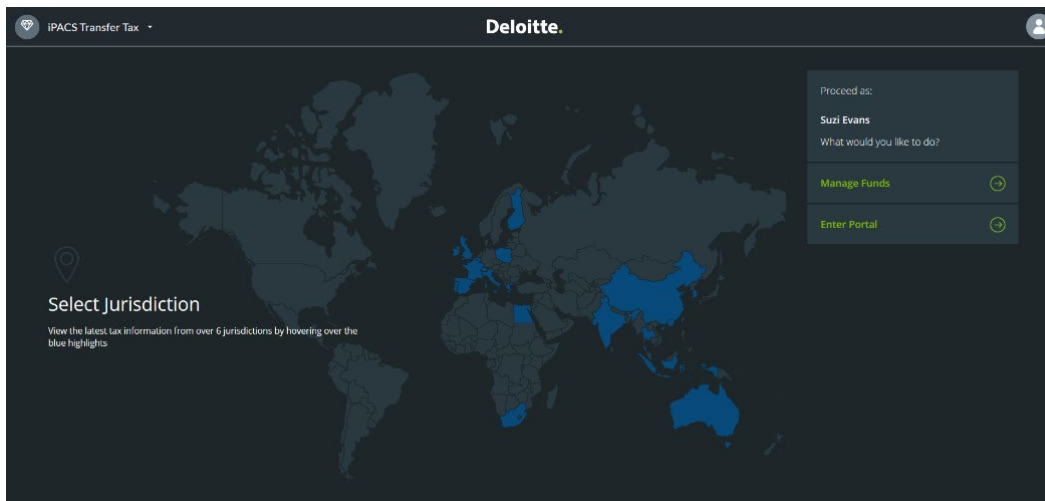 iPACS Transfer Tax
Deloitte.
Proceed as:
Suzi Evans
What would you like to do?
Manage Funds
Enter Portal
Select Jurisdiction
View the latest tax information from over 6 jurisdictions by hovering over the
blue highlights